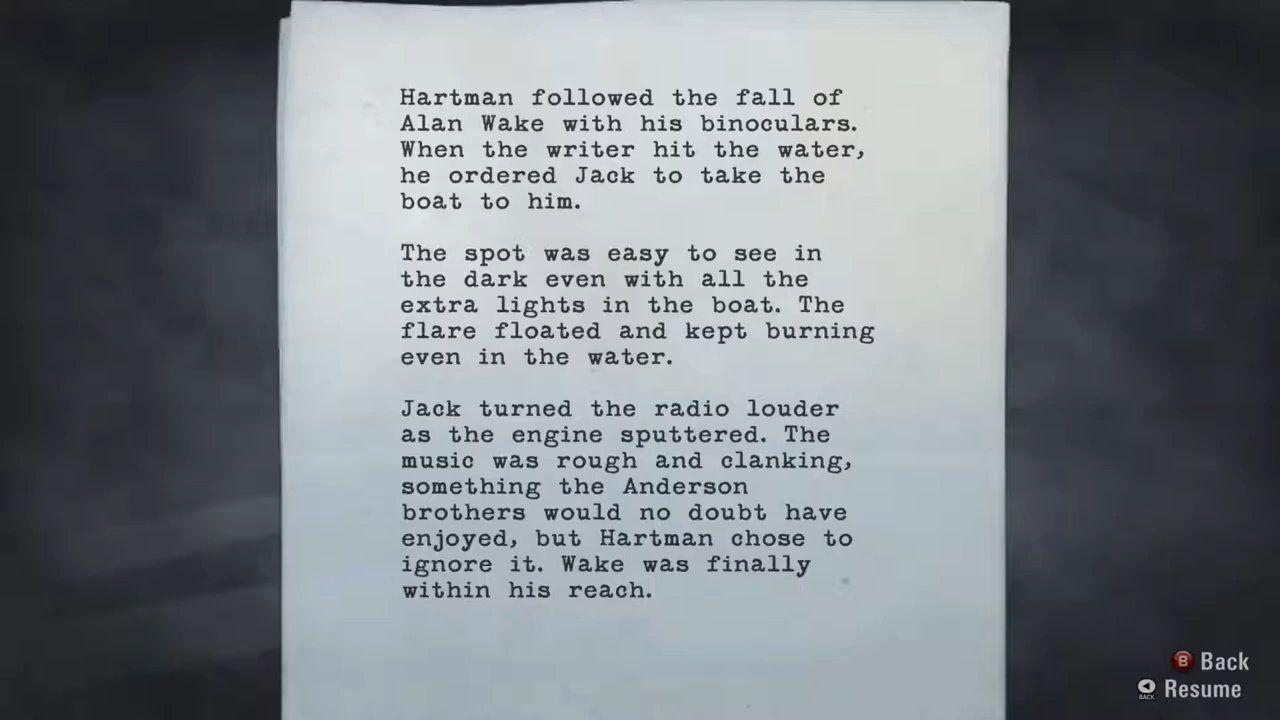 Hartman followed the fall of
Alan Wake with his binoculars.
When the writer hit the water,
he ordered Jack to take the
boat to him.
The spot was easy to see in
the dark even with all the
extra lights in the boat. The
flare floated and kept burning
even in the water.
Jack turned the radio louder
as the engine sputtered. The
music was rough and clanking,
something the Anderson
brothers would no doubt have
enjoyed, but Hartman chose to
ignore it. Wake was finally
within his reach.
B Back
BACK Resume